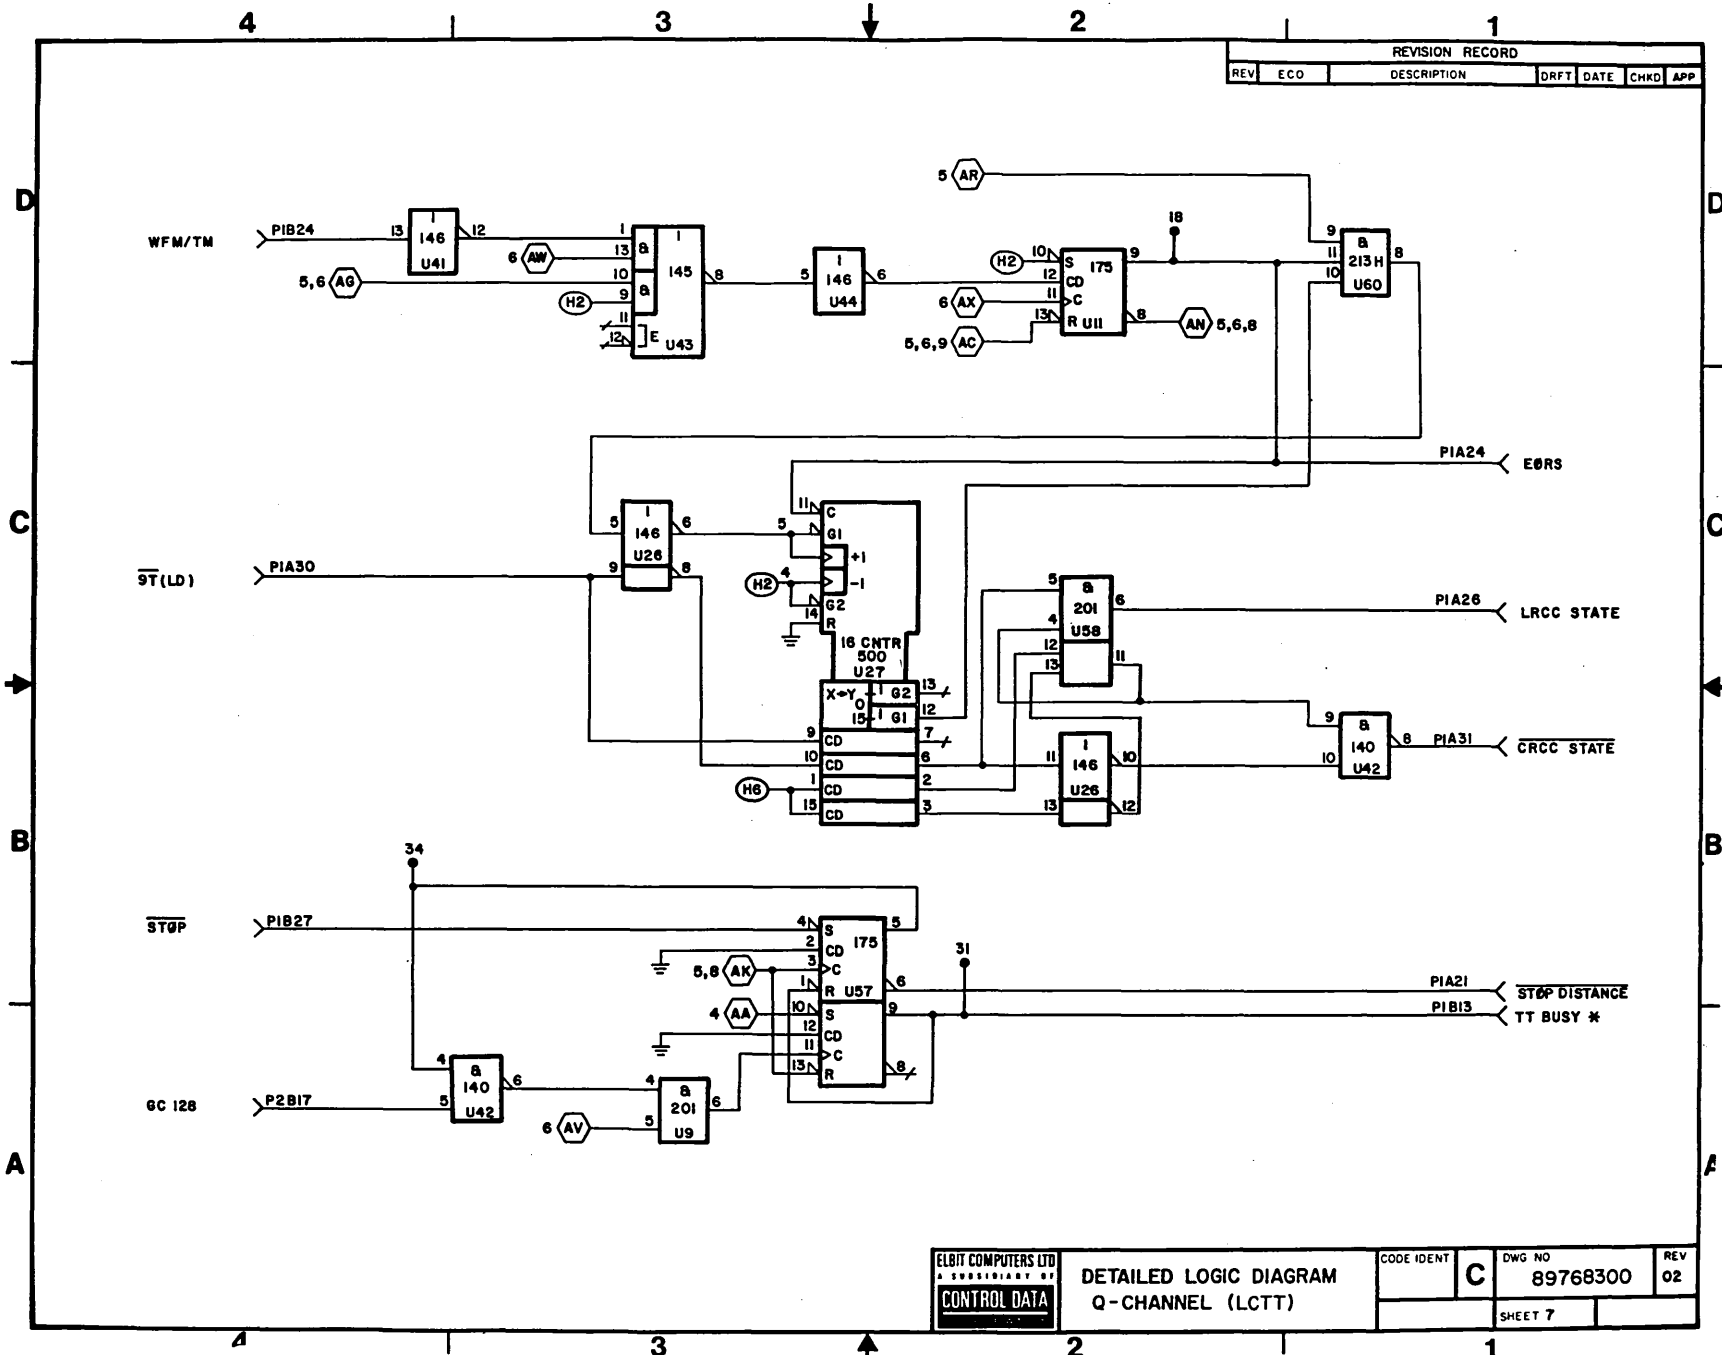 4 3 2 1
REVISION RECORD
REV ECO DESCRIPTION DRFT DATE CHKD APP
D D
5 AR
18
WFM/TM P1B24 13 1 146 12 U41
1 13 & 10 & 9 11 12 E 1 145 8 U43
6 AW
5,6 AG
H2
5 1 146 6 U44
H2 10 S 175 9
12 CD
6 AX 11 C
13 R U11 8 AN 5,6,8
5,6,9 AC
9 & 8
11 213H
10 U60
P1A24 EØRS
C C
5 1 6
146
U26
9 8
9T(LD) P1A30
11 C
5 G1
+1
H2 4 -1
G2
14 R
16 CNTR
500
U27
X⇒Y 1 G2 13
0
15 1 G1 12
9 CD 7
10 CD 6
H6 1 CD 2
15 CD 3
5 & 6
201
4 U58
12
13 11
P1A26 LRCC STATE
11 1 10
146
U26
13 12
9 & 8
140
10 U42
P1A31 CRCC STATE
B B
34
STØP P1B27
4 S 175 5
2 CD
5,8 AK 3 C
1 R U57 6
4 AA 10 S 9
12 CD
11 C
13 R 8
31
P1A21 STØP DISTANCE
P1B13 TT BUSY *
4 & 6
140
5 U42
GC 128 P2B17
4 & 6
201
5 U9
6 AV
A A
ELBIT COMPUTERS LTD
A SUBSIDIARY OF
CONTROL DATA
DETAILED LOGIC DIAGRAM
Q-CHANNEL (LCTT)
CODE IDENT C DWG NO
89768300
REV
02
SHEET 7
4 3 2 1